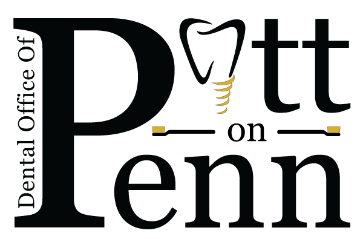 Dental Office Of
Pitt
on
Penn